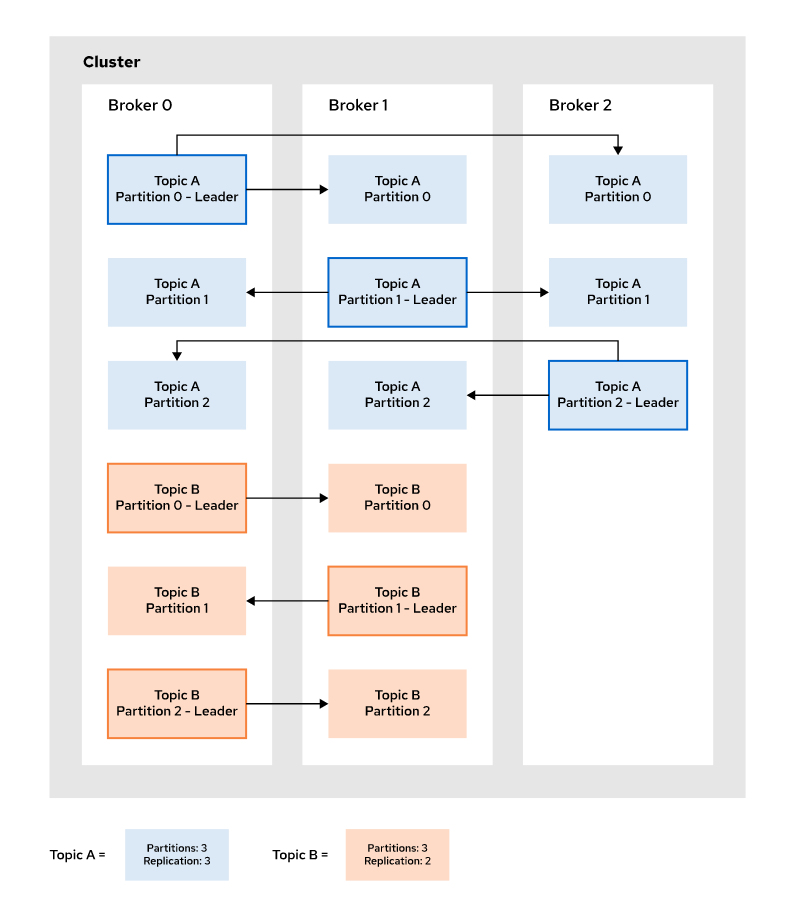 Cluster
Broker 0
Broker 1
Broker 2
Topic A
Partition 0 - Leader
Topic A
Partition 0
Topic A
Partition 0
Topic A
Partition 1
Topic A
Partition 1 - Leader
Topic A
Partition 1
Topic A
Partition 2
Topic A
Partition 2
Topic A
Partition 2 - Leader
Topic B
Partition 0 - Leader
Topic B
Partition 0
Topic B
Partition 1
Topic B
Partition 1 - Leader
Topic B
Partition 2 - Leader
Topic B
Partition 2
Topic A =
Partitions: 3
Replication: 3
Topic B =
Partitions: 3
Replication: 2